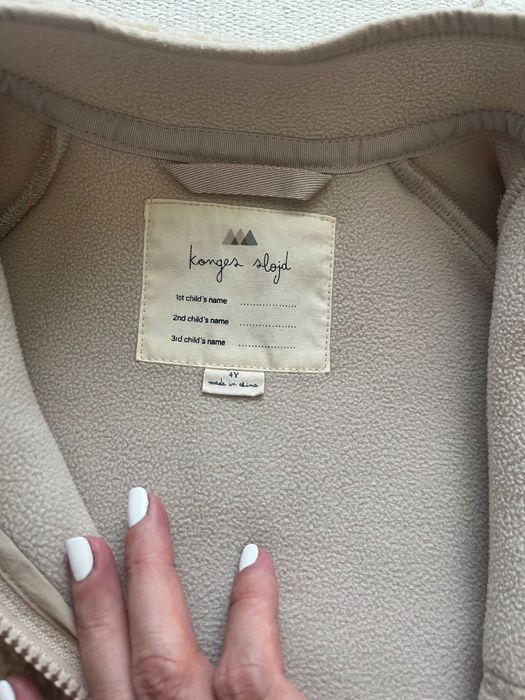 konges sløjd
1st child's name ..................
2nd child's name ..................
3rd child's name ..................
4Y
made in china